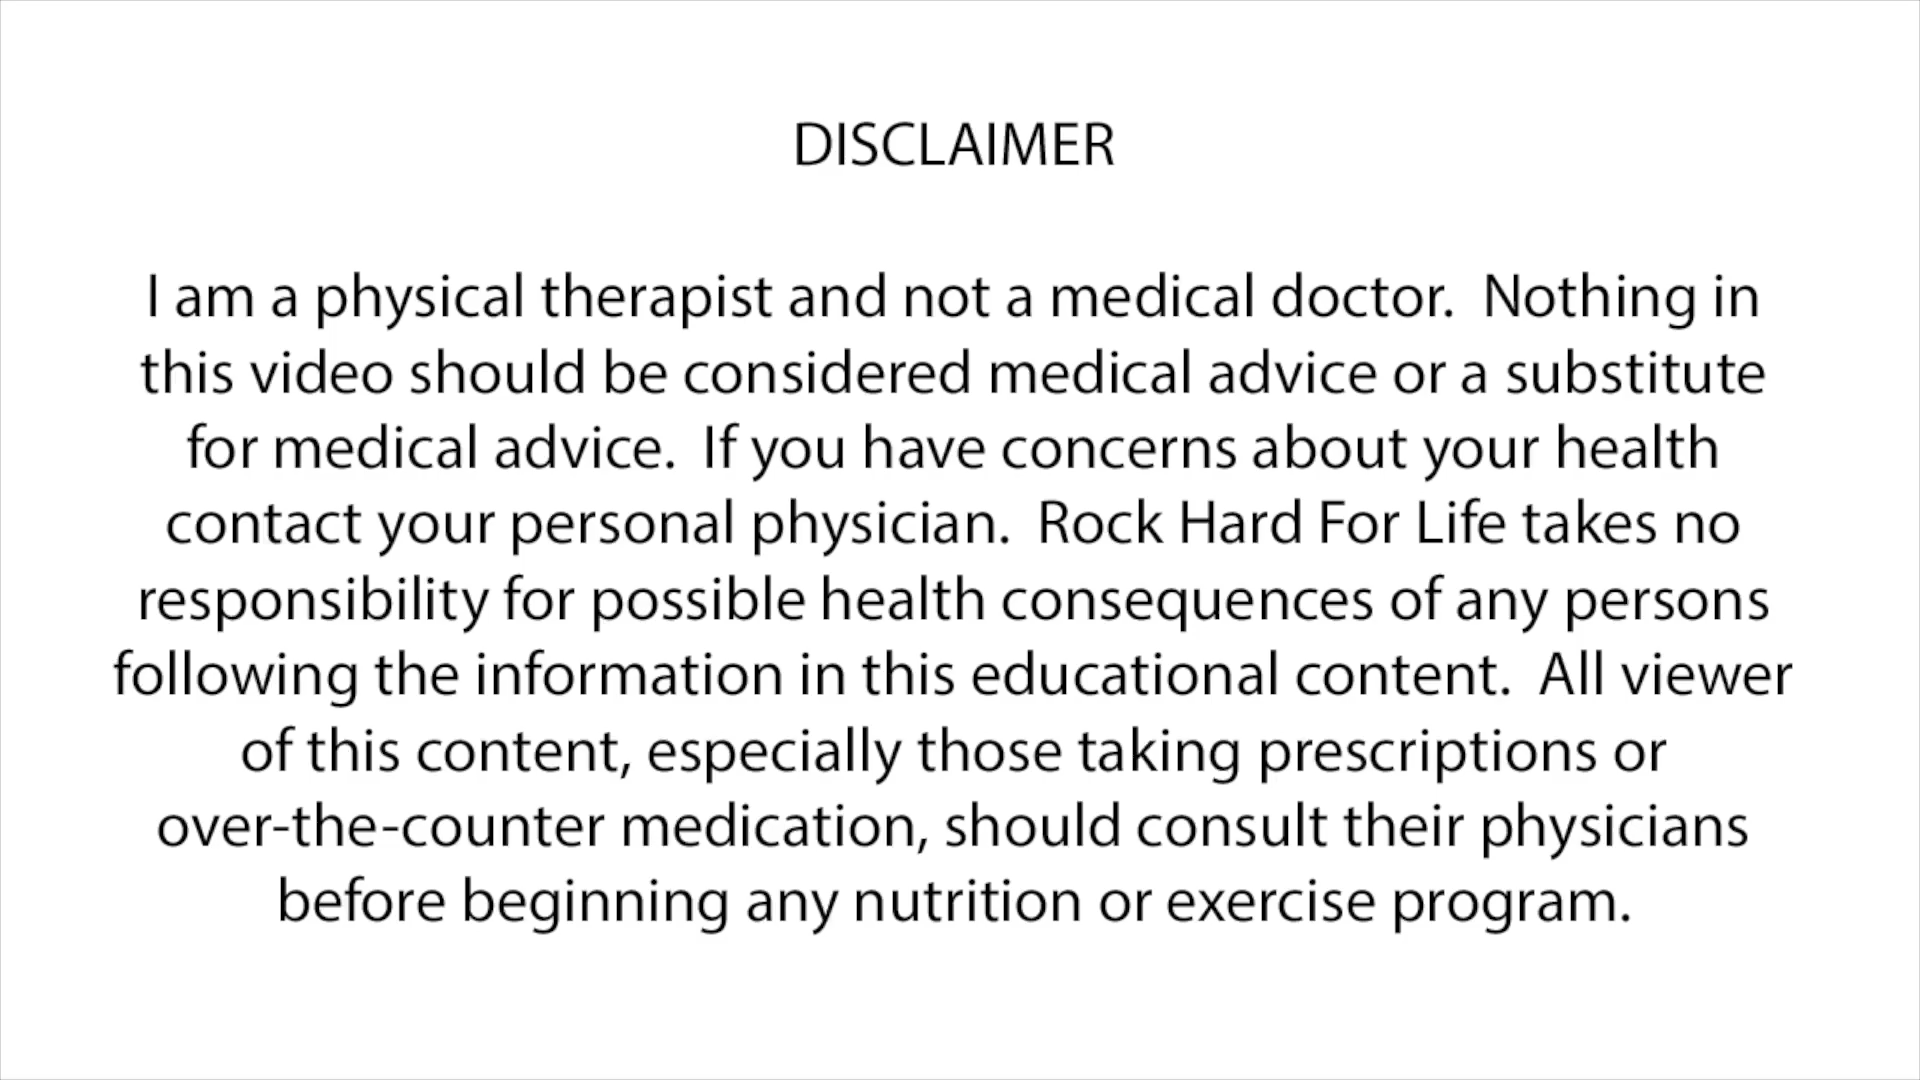 DISCLAIMER
I am a physical therapist and not a medical doctor.  Nothing in
this video should be considered medical advice or a substitute
for medical advice.  If you have concerns about your health
contact your personal physician.  Rock Hard For Life takes no
responsibility for possible health consequences of any persons
following the information in this educational content.  All viewer
of this content, especially those taking prescriptions or
over-the-counter medication, should consult their physicians
before beginning any nutrition or exercise program.